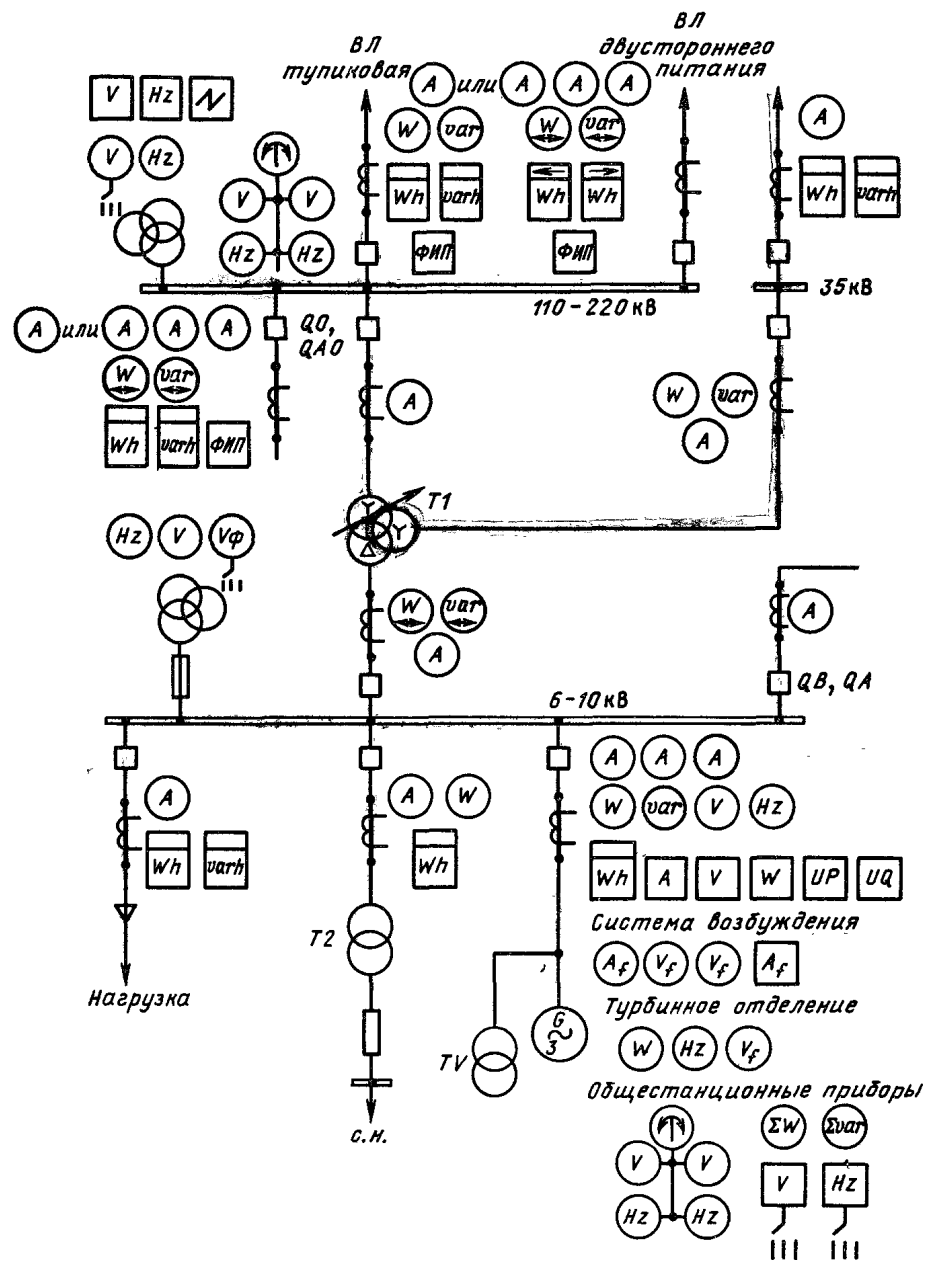 ВЛ
тупиковая
ВЛ
двустороннего
питания
A или A A A
A
V Hz
W var
W var
V Hz
Wh varh
Wh Wh
Wh varh
V V
Hz Hz
ФИП
ФИП
35 кВ
110–220 кВ
A или A A A
QO,
QAO
W var
Wh varh ФИП
A
W var
A
T1
Y
Y
Δ
Hz V Vф
W var
A
A
QB, QA
6–10 кВ
A
Wh varh
Нагрузка
A W
Wh
T2
с.н.
A A A
W var V Hz
Wh A V W UP UQ
Система возбуждения
Af Vf Vf Af
Турбинное отделение
G
3
TV
W Hz Vf
Общестанционные приборы
ΣW Σvar
V V
V Hz
Hz Hz